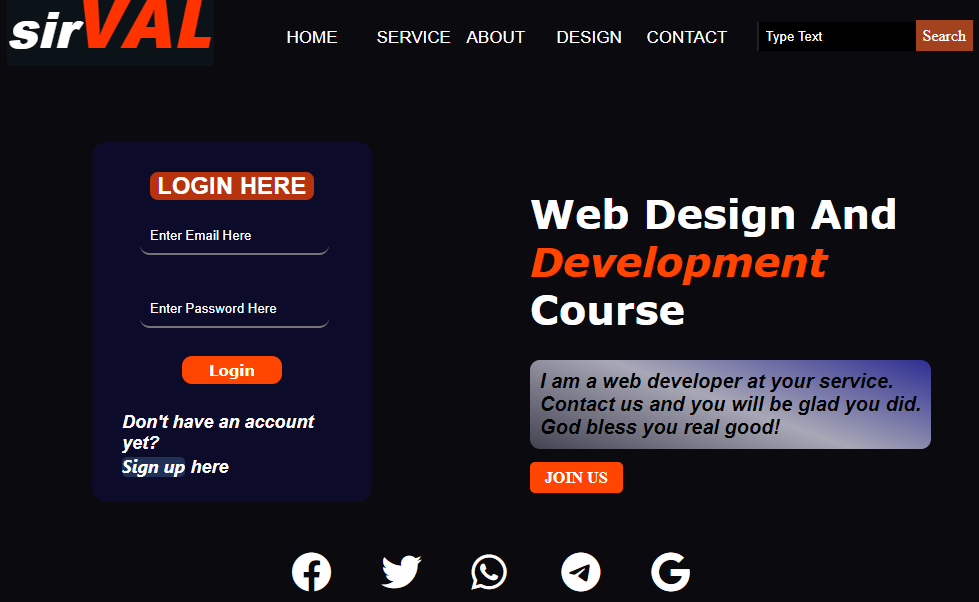 sirVAL
HOME SERVICE ABOUT DESIGN CONTACT Type Text Search
LOGIN HERE
Enter Email Here
Enter Password Here
Login
Don't have an account
yet?
Sign up here
Web Design And
Development
Course
I am a web developer at your service.
Contact us and you will be glad you did.
God bless you real good!
JOIN US